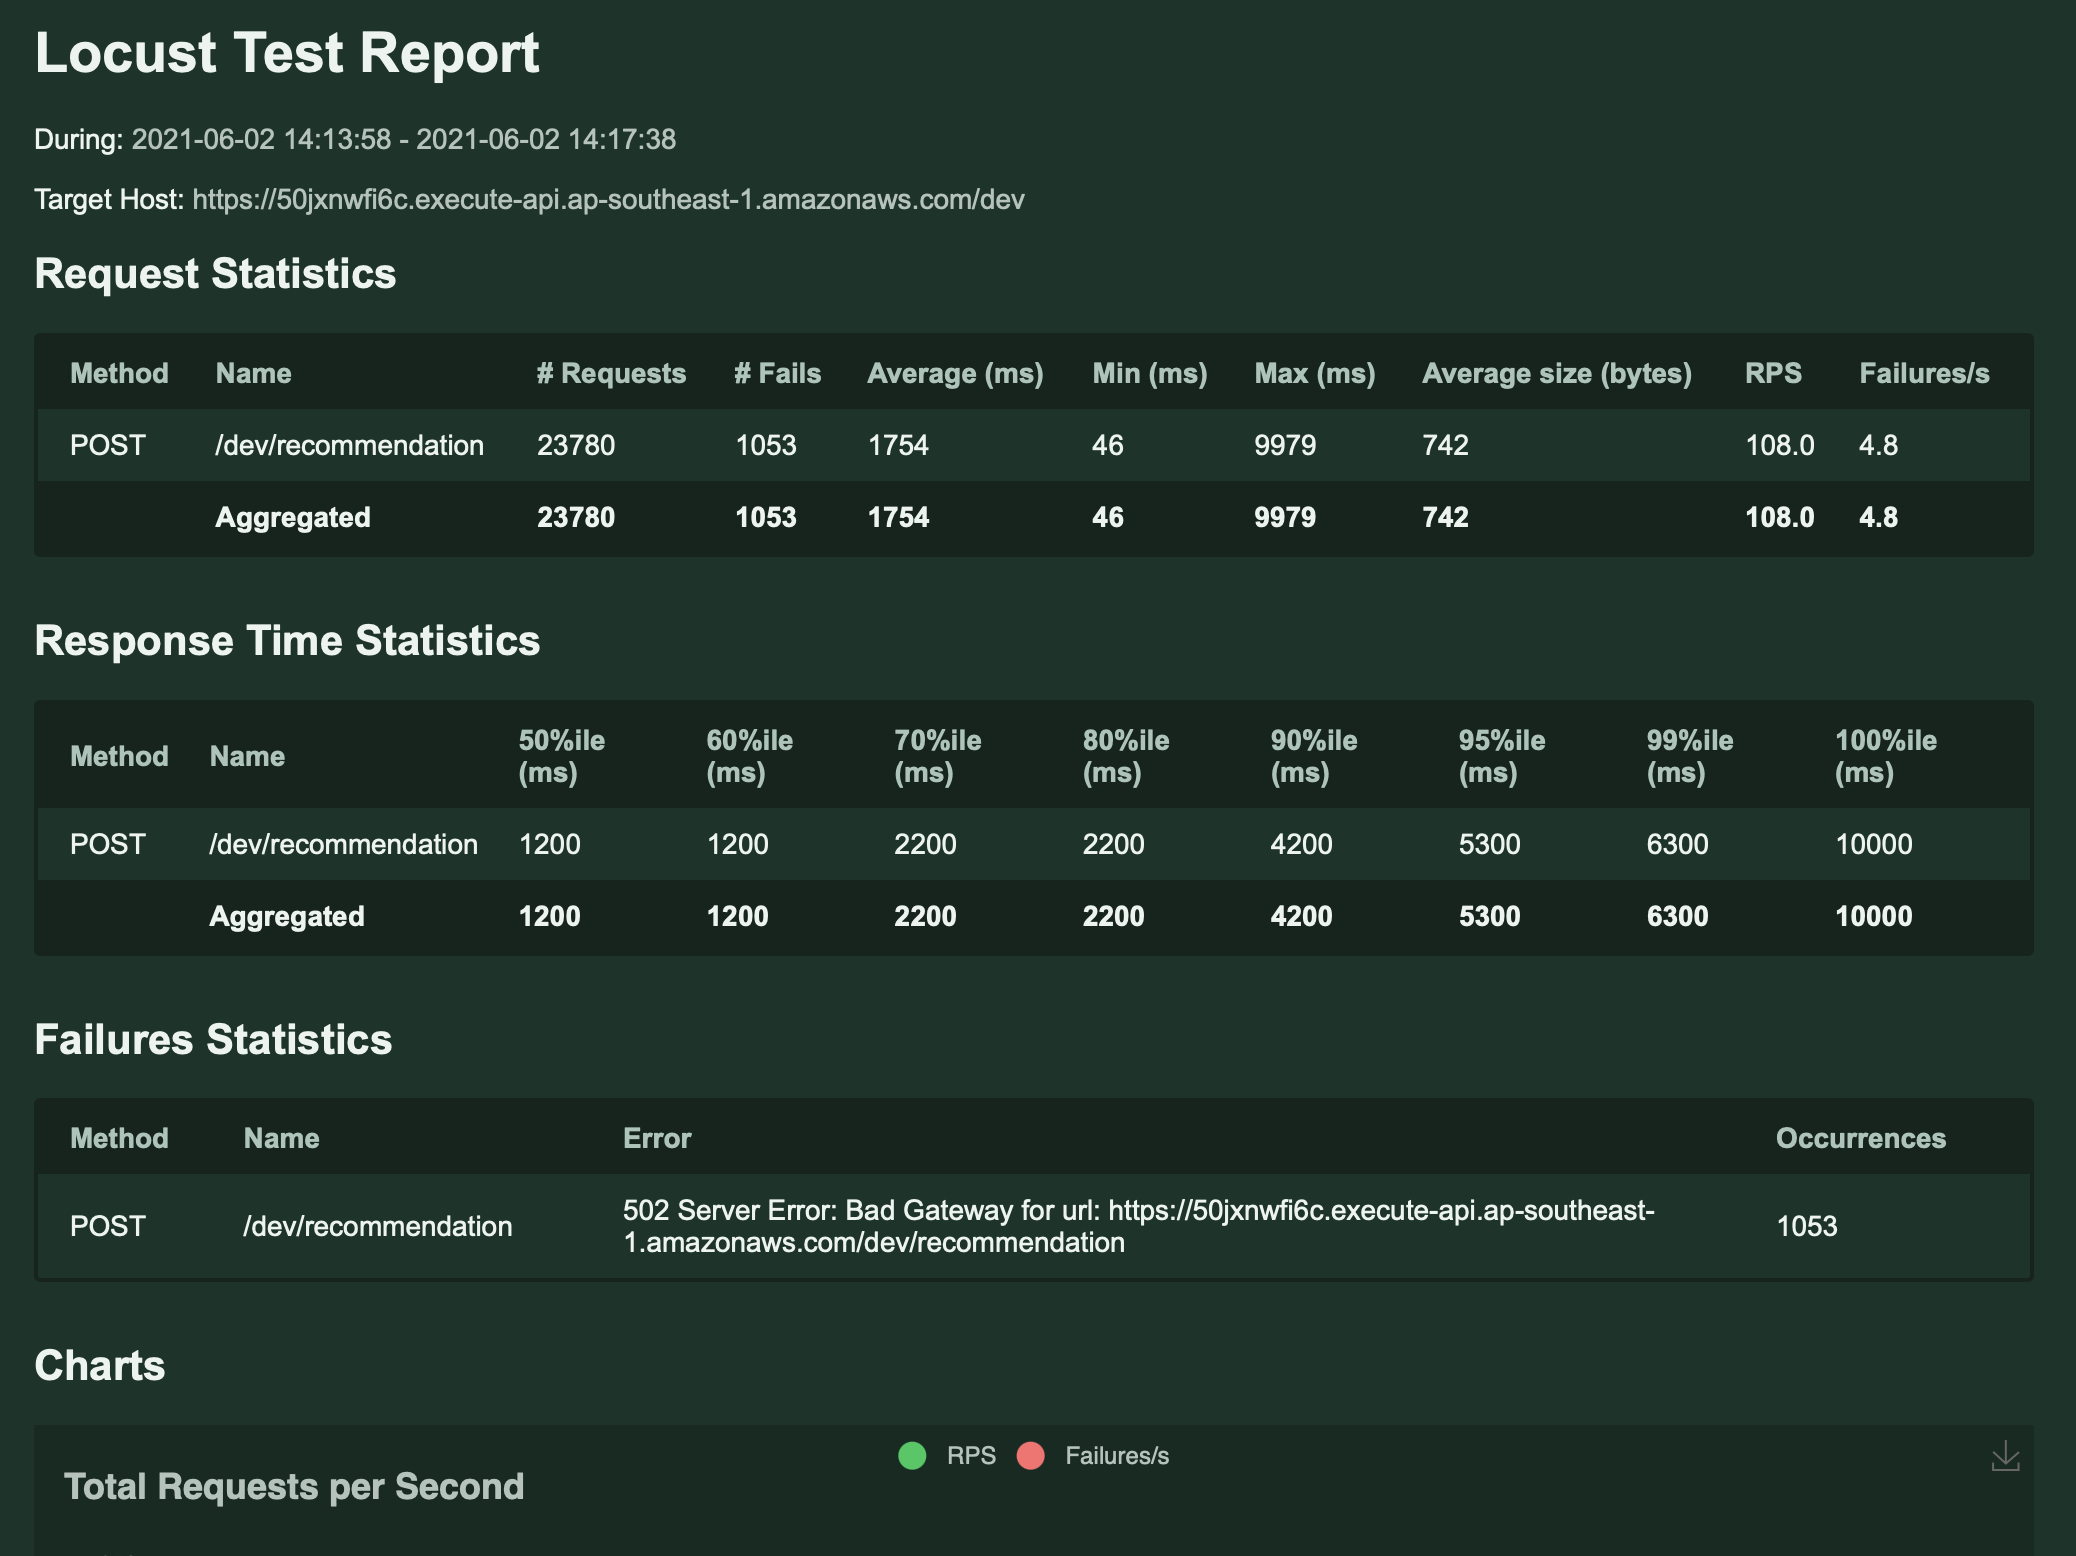 Locust Test Report
During: 2021-06-02 14:13:58 - 2021-06-02 14:17:38
Target Host: https://50jxnwfi6c.execute-api.ap-southeast-1.amazonaws.com/dev
Request Statistics
Method Name # Requests # Fails Average (ms) Min (ms) Max (ms) Average size (bytes) RPS Failures/s
POST /dev/recommendation 23780 1053 1754 46 9979 742 108.0 4.8
Aggregated 23780 1053 1754 46 9979 742 108.0 4.8
Response Time Statistics
Method Name 50%ile (ms) 60%ile (ms) 70%ile (ms) 80%ile (ms) 90%ile (ms) 95%ile (ms) 99%ile (ms) 100%ile (ms)
POST /dev/recommendation 1200 1200 2200 2200 4200 5300 6300 10000
Aggregated 1200 1200 2200 2200 4200 5300 6300 10000
Failures Statistics
Method Name Error Occurrences
POST /dev/recommendation 502 Server Error: Bad Gateway for url: https://50jxnwfi6c.execute-api.ap-southeast-
1.amazonaws.com/dev/recommendation 1053
Charts
RPS Failures/s
Total Requests per Second